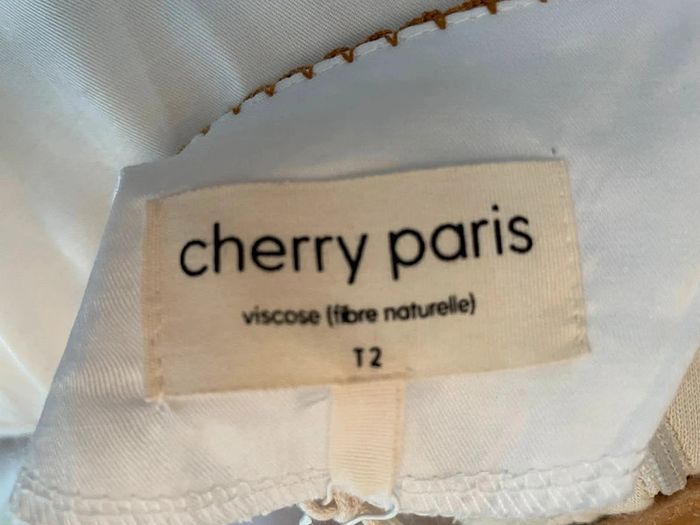 cherry paris
viscose (fibre naturelle)
T2